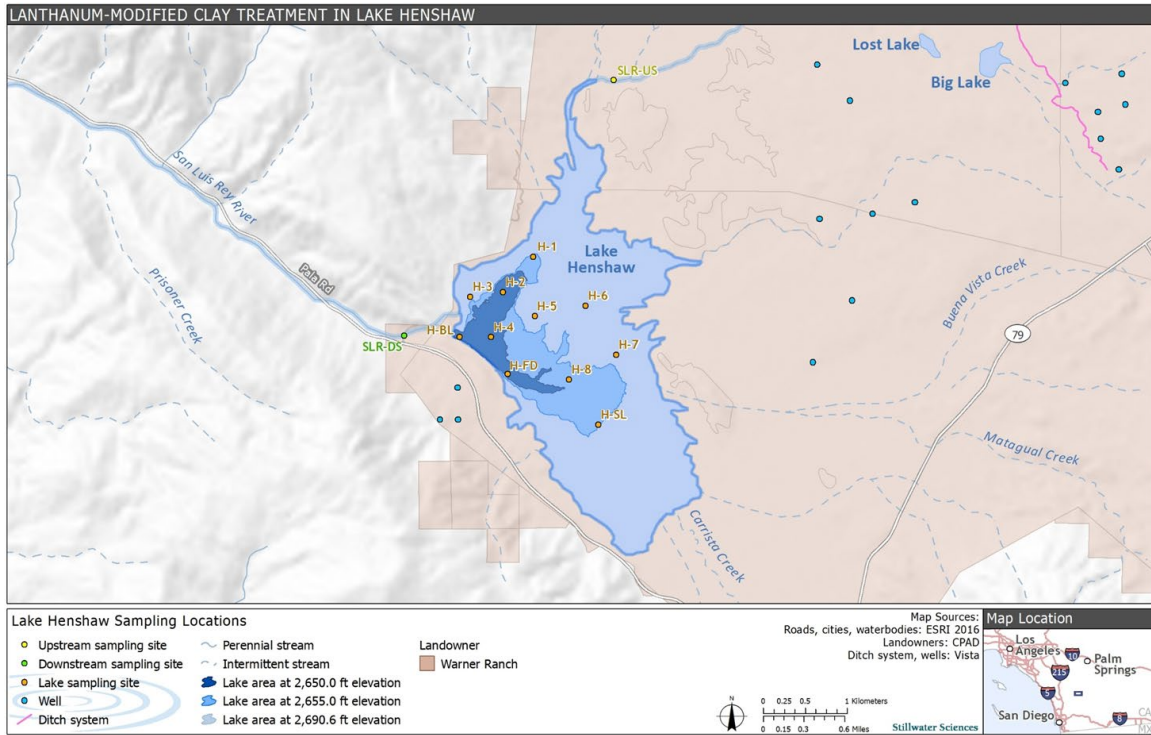 LANTHANUM-MODIFIED CLAY TREATMENT IN LAKE HENSHAW
Lost Lake
Big Lake
SLR-US
San Luis Rey River
Pala Rd
Prisoner Creek
Lake
Henshaw
H-1
H-2
H-3
H-4
H-5
H-6
H-7
H-8
H-BL
H-FD
H-SL
SLR-DS
Buena Vista Creek
79
Matagual Creek
Carrista Creek
Lake Henshaw Sampling Locations
Upstream sampling site
Downstream sampling site
Lake sampling site
Well
Ditch system
Perennial stream
Intermittent stream
Lake area at 2,650.0 ft elevation
Lake area at 2,655.0 ft elevation
Lake area at 2,690.6 ft elevation
Landowner
Warner Ranch
Map Sources:
Roads, cities, waterbodies: ESRI 2016
Landowners: CPAD
Ditch system, wells: Vista
N
0 0.25 0.5 1 Kilometers
0 0.15 0.3 0.6 Miles
Stillwater Sciences
Map Location
Los
Angeles
10
Palm
Springs
215
5
San Diego
8
CA
MX